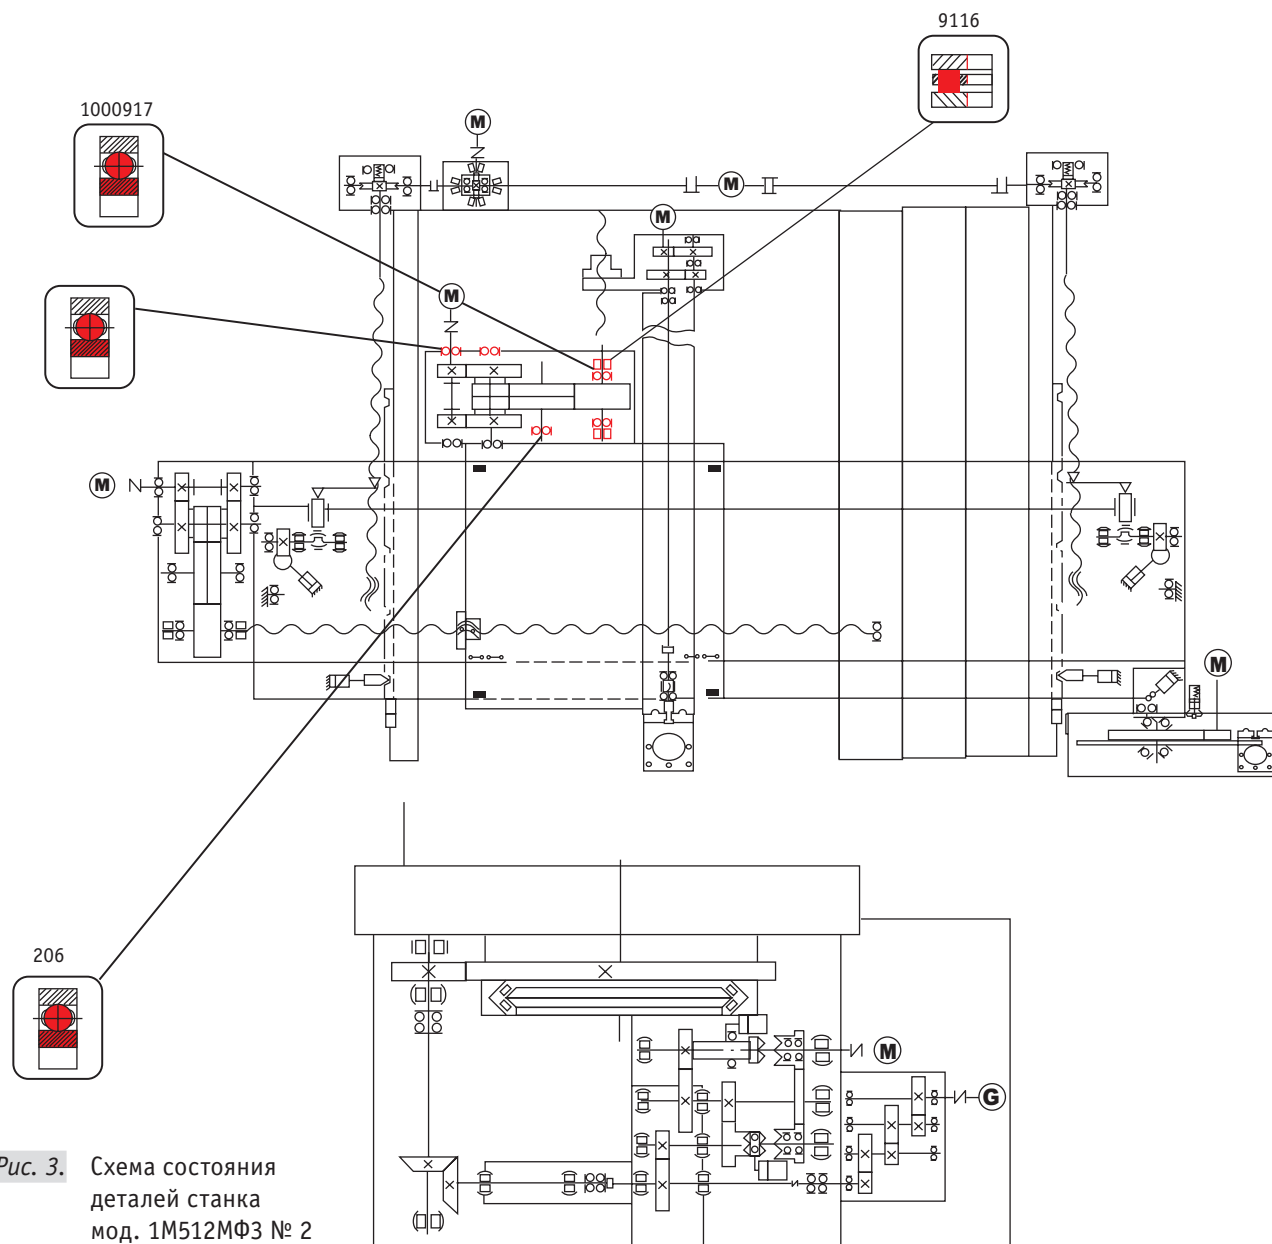 9116
1000917
M
M
M
M
M
M
206
M
G
Рис. 3.
Схема состояния
деталей станка
мод. 1М512МФ3 № 2